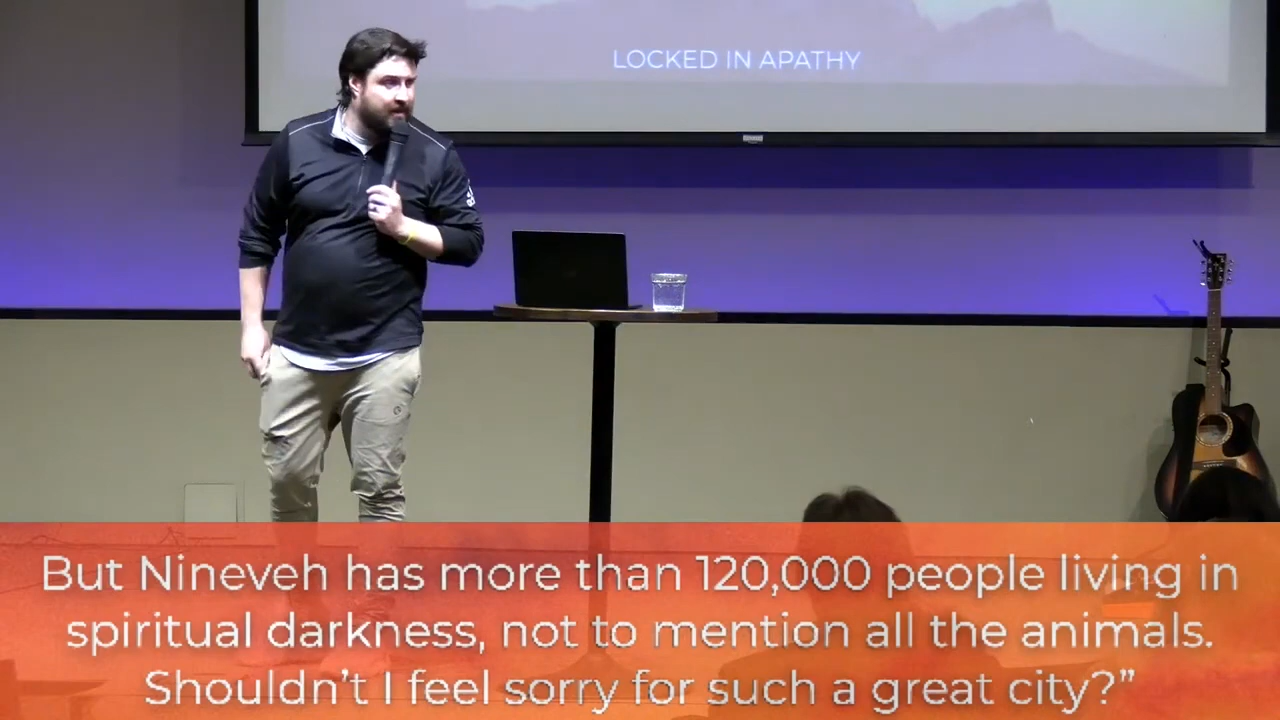 LOCKED IN APATHY
But Nineveh has more than 120,000 people living in
spiritual darkness, not to mention all the animals.
Shouldn’t I feel sorry for such a great city?”